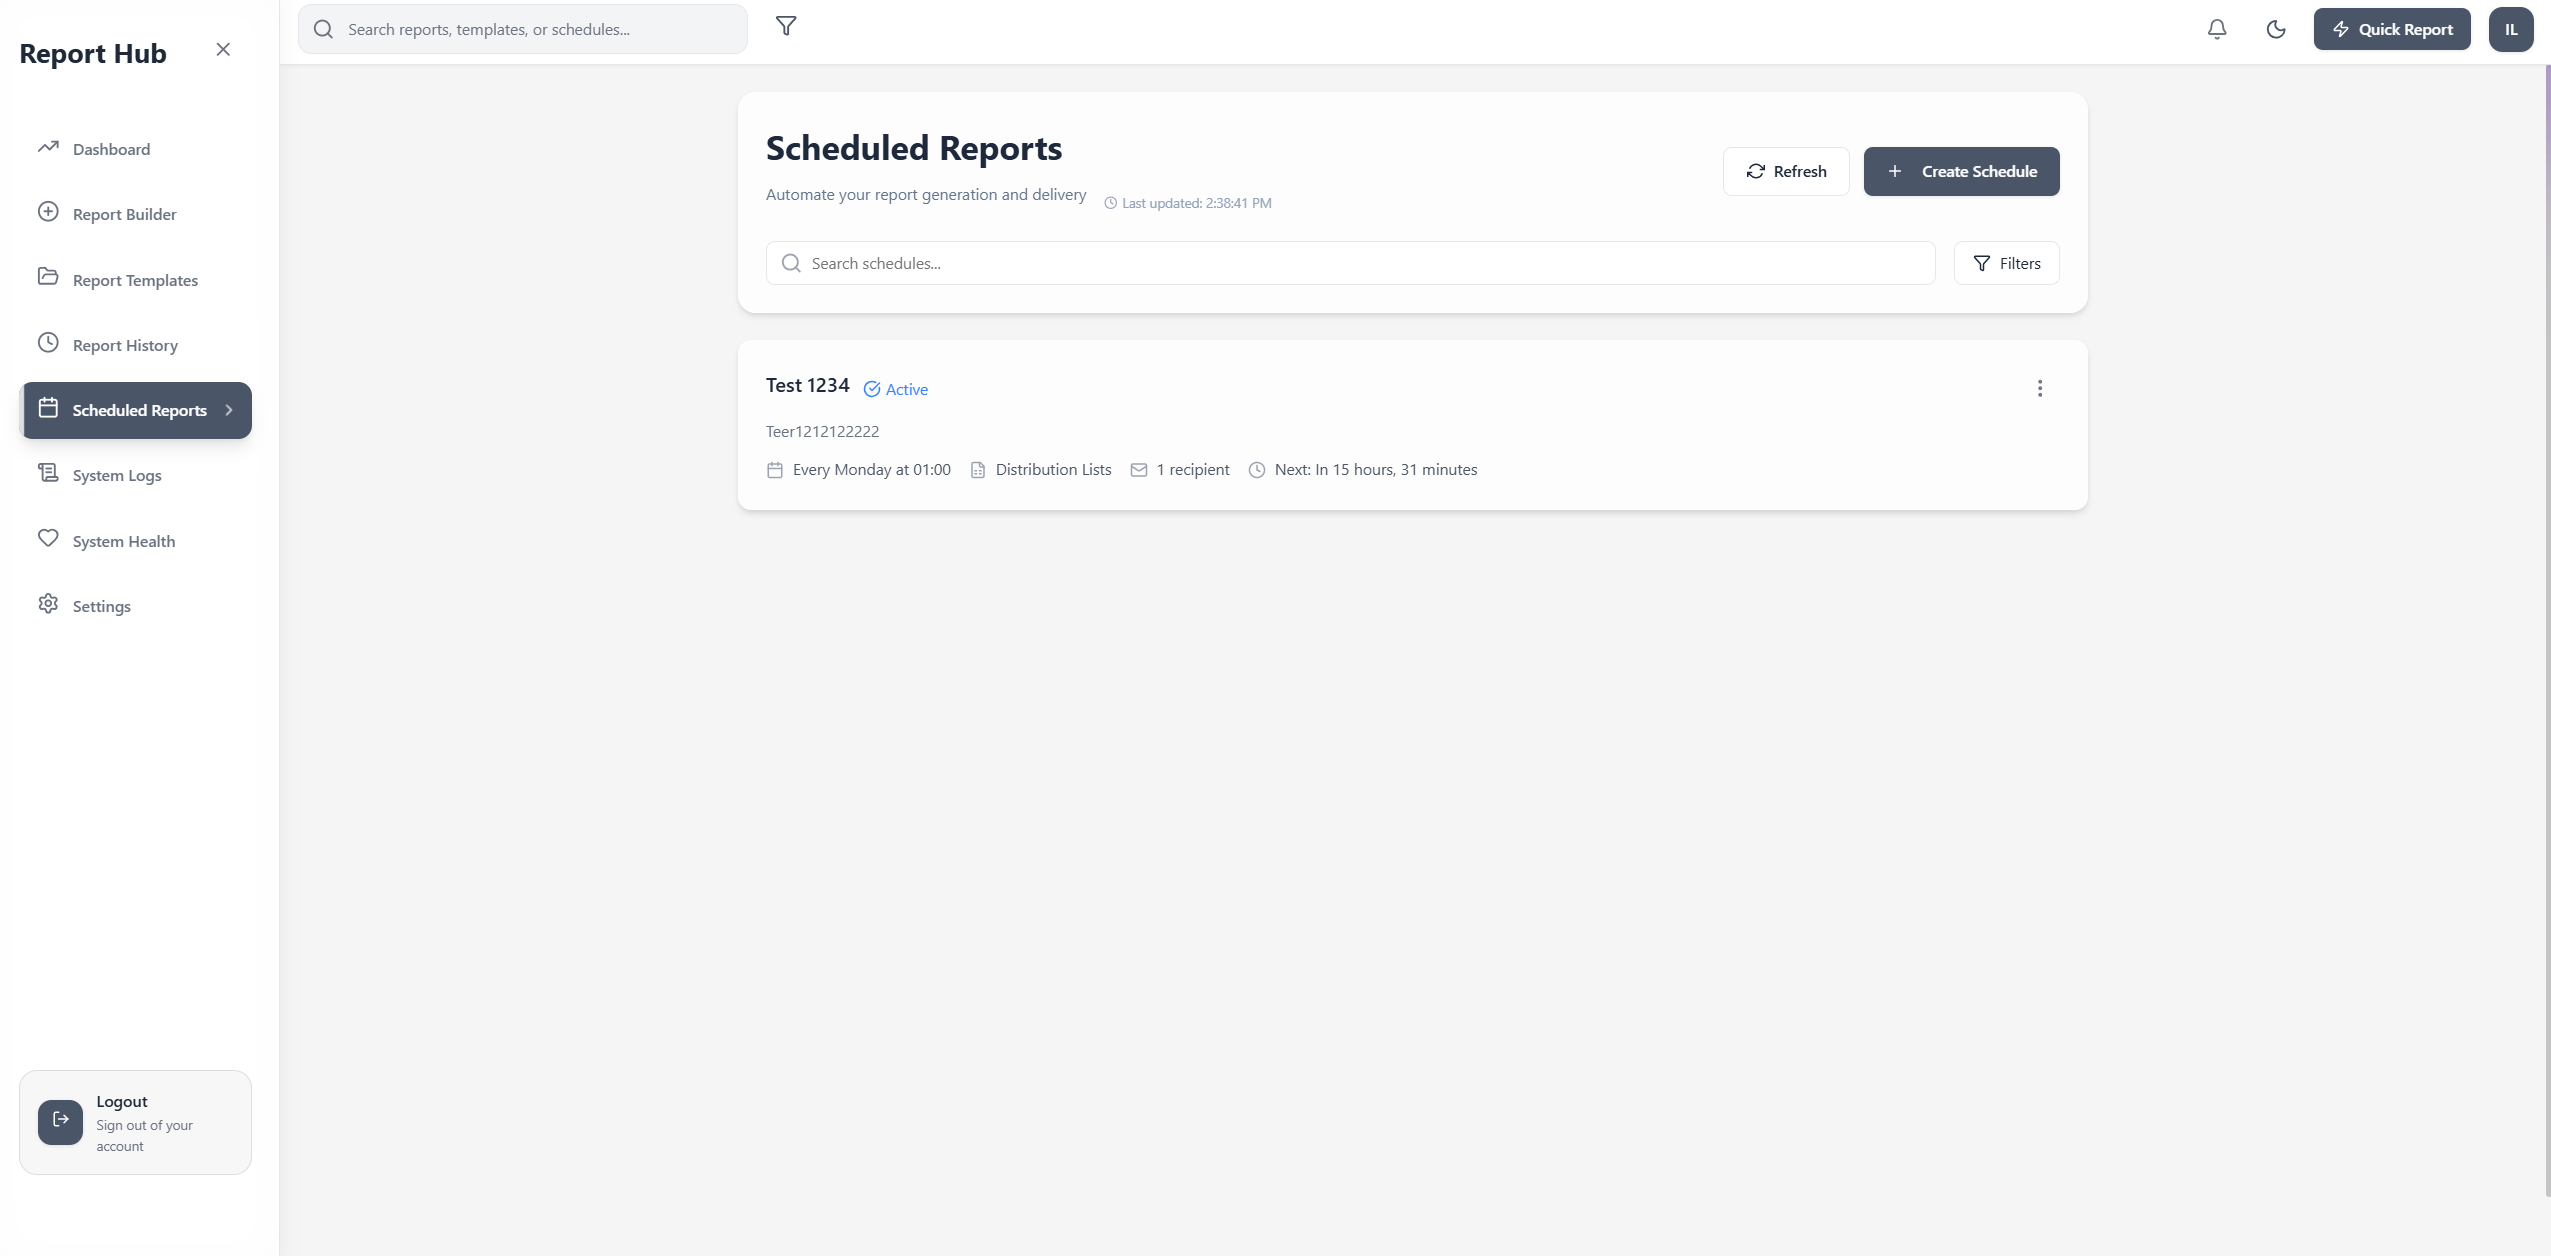 Report Hub
Search reports, templates, or schedules...
Quick Report
IL
Dashboard
Report Builder
Report Templates
Report History
Scheduled Reports
System Logs
System Health
Settings
Logout
Sign out of your
account
Scheduled Reports
Automate your report generation and delivery
Last updated: 2:38:41 PM
Refresh
Create Schedule
Search schedules...
Filters
Test 1234
Active
Teer1212122222
Every Monday at 01:00
Distribution Lists
1 recipient
Next: In 15 hours, 31 minutes